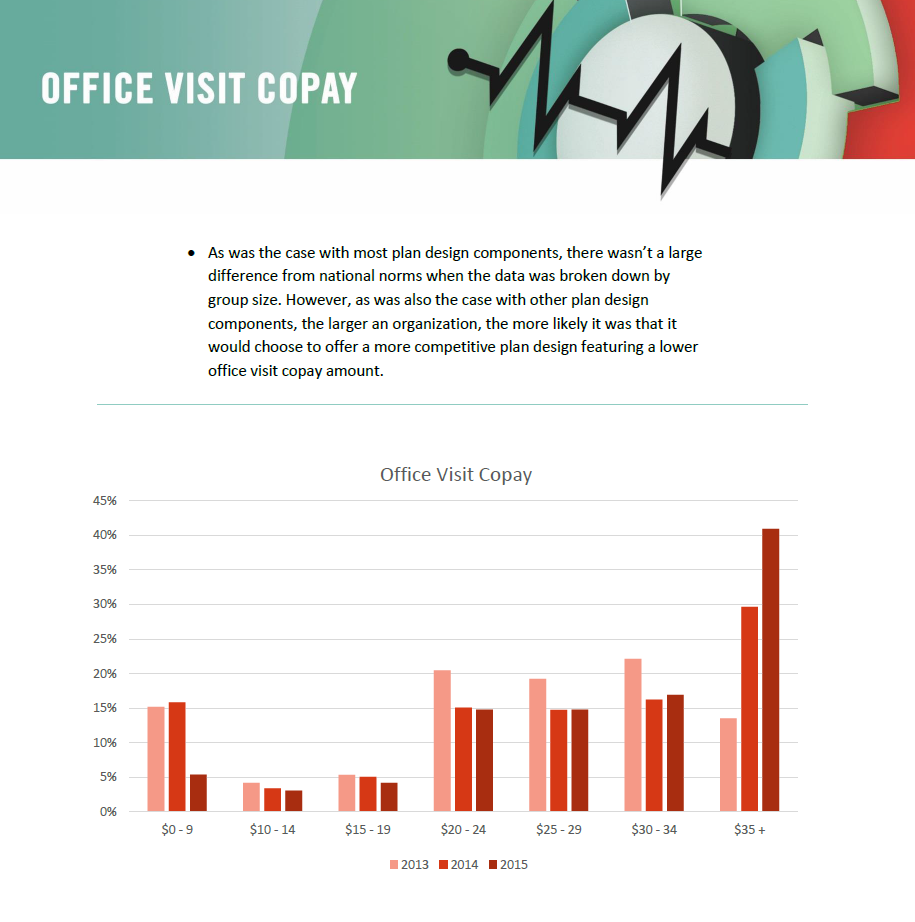 OFFICE VISIT COPAY
• As was the case with most plan design components, there wasn’t a large
difference from national norms when the data was broken down by
group size. However, as was also the case with other plan design
components, the larger an organization, the more likely it was that it
would choose to offer a more competitive plan design featuring a lower
office visit copay amount.
Office Visit Copay
45%
40%
35%
30%
25%
20%
15%
10%
5%
0%
$0 - 9 $10 - 14 $15 - 19 $20 - 24 $25 - 29 $30 - 34 $35 +
2013 2014 2015